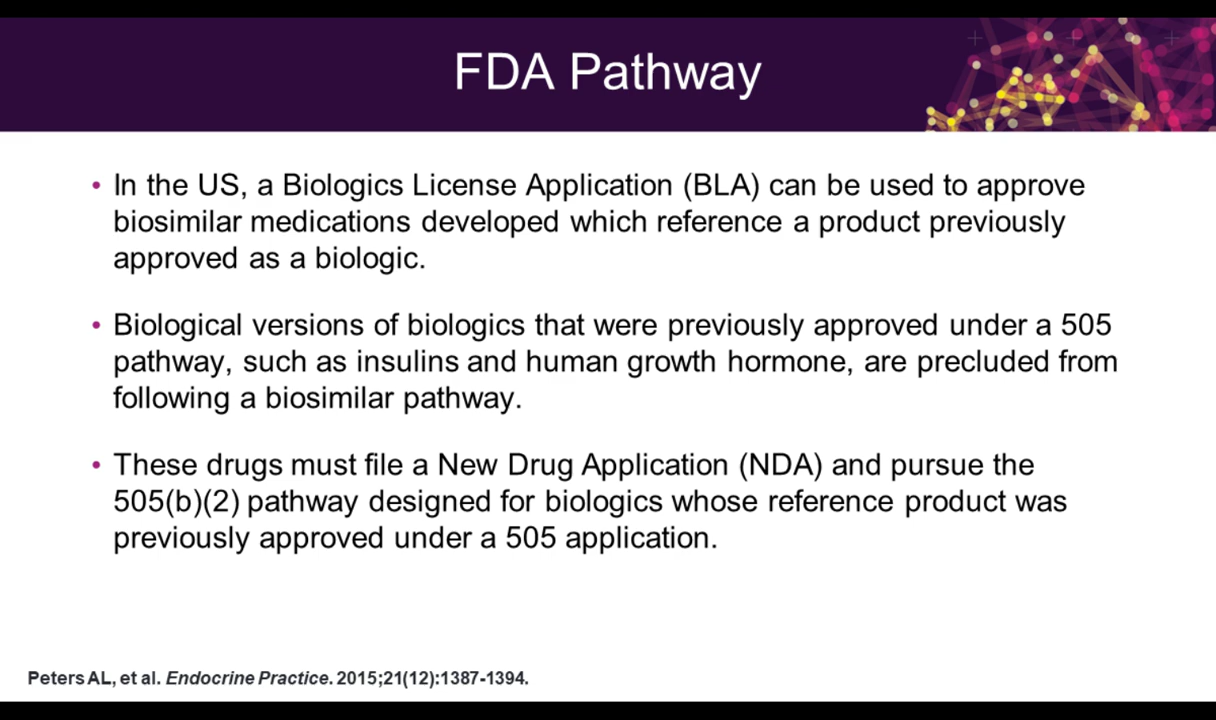 FDA Pathway
• In the US, a Biologics License Application (BLA) can be used to approve
biosimilar medications developed which reference a product previously
approved as a biologic.
• Biological versions of biologics that were previously approved under a 505
pathway, such as insulins and human growth hormone, are precluded from
following a biosimilar pathway.
• These drugs must file a New Drug Application (NDA) and pursue the
505(b)(2) pathway designed for biologics whose reference product was
previously approved under a 505 application.
Peters AL, et al. Endocrine Practice. 2015;21(12):1387-1394.